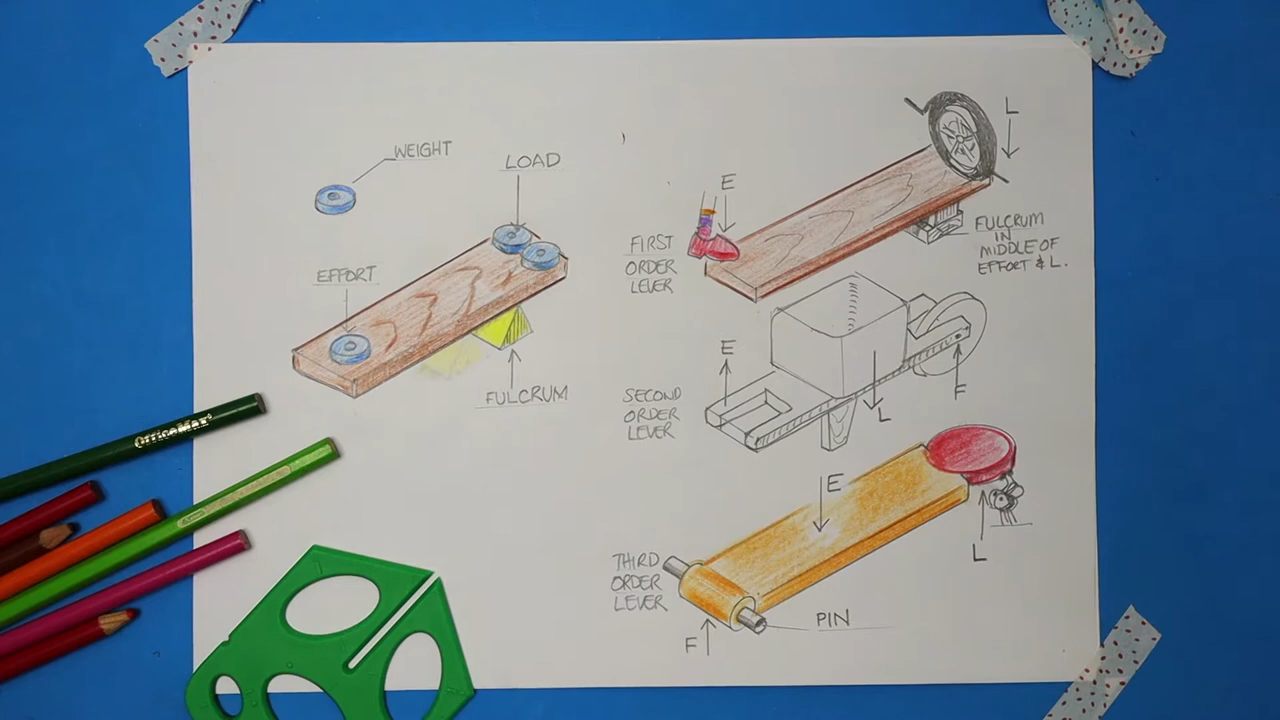 WEIGHT
LOAD
EFFORT
FULCRUM
E
L
FIRST
ORDER
LEVER
FULCRUM
IN
MIDDLE OF
EFFORT & L.
E
SECOND
ORDER
LEVER
L
F
E
THIRD
ORDER
LEVER
L
F
PIN
OfficeMax